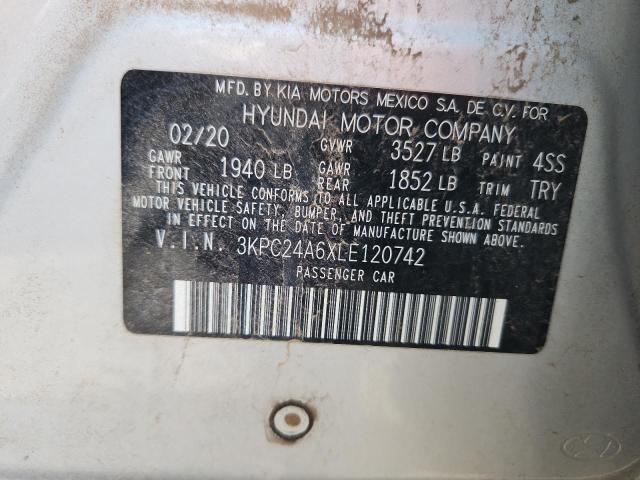 MFD. BY KIA MOTORS MEXICO S.A. DE C.V. FOR
HYUNDAI MOTOR COMPANY
02/20 GVWR 3527 LB PAINT 4SS
GAWR FRONT 1940 LB GAWR REAR 1852 LB TRIM TRY
THIS VEHICLE CONFORMS TO ALL APPLICABLE U.S.A. FEDERAL
MOTOR VEHICLE SAFETY, BUMPER, AND THEFT PREVENTION STANDARDS
IN EFFECT ON THE DATE OF MANUFACTURE SHOWN ABOVE.
V.I.N. 3KPC24A6XLE120742
PASSENGER CAR